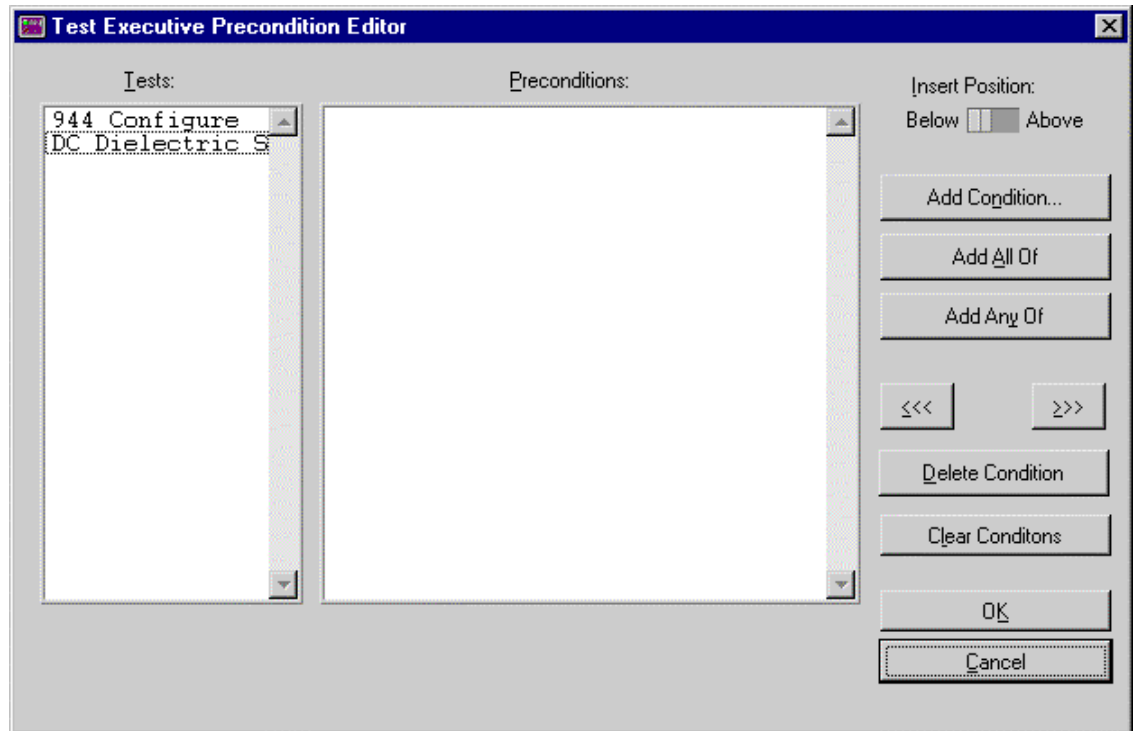 Test Executive Precondition Editor
Tests:
Preconditions:
Insert Position:
Below Above
944 Configure
DC Dielectric S
Add Condition...
Add All Of
Add Any Of
<<< >>>
Delete Condition
Clear Conditons
OK
Cancel